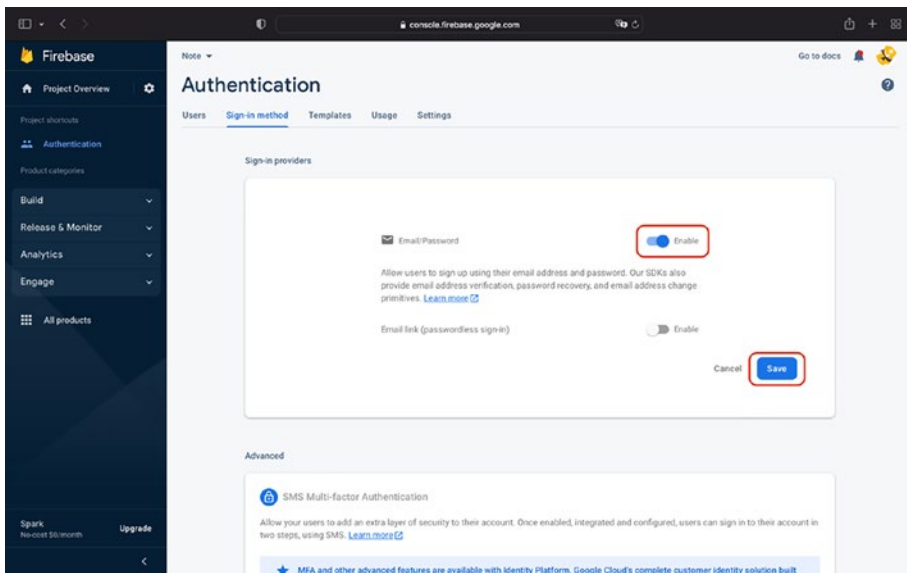 console.firebase.google.com
Firebase
Project Overview
Project shortcuts
Authentication
Product categories
Build
Release & Monitor
Analytics
Engage
All products
Spark
No-cost $0/month
Upgrade
Note
Go to docs
Authentication
Users Sign-in method Templates Usage Settings
Sign-in providers
Email/Password
Enable
Allow users to sign up using their email address and password. Our SDKs also
provide email address verification, password recovery, and email address change
primitives. Learn more
Email link (passwordless sign-in)
Enable
Cancel
Save
Advanced
SMS Multi-factor Authentication
Allow your users to add an extra layer of security to their account. Once enabled, integrated and configured, users can sign in to their account in
two steps, using SMS. Learn more
MFA and other advanced features are available with Identity Platform, Google Cloud's complete customer identity solution built